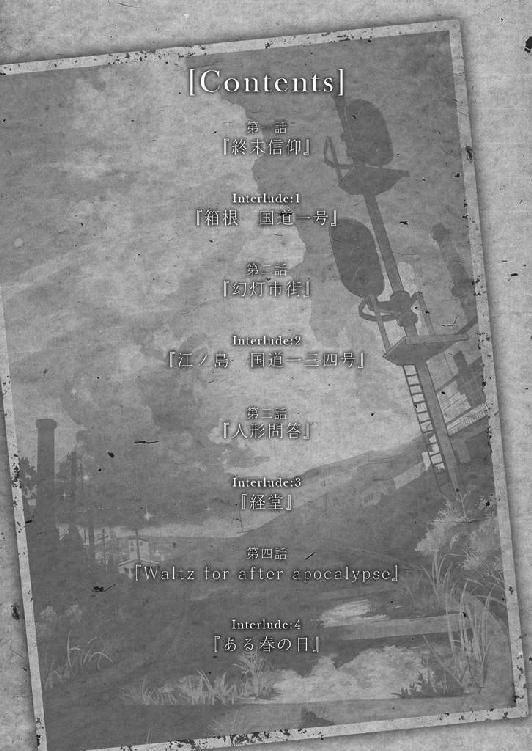 [Contents]
第一話
『終末信仰』
Interlude:1
『箱根　国道一号』
第二話
『幻灯市街』
Interlude:2
『江ノ島　国道一三四号』
第三話
『人形問答』
Interlude:3
『経堂』
第四話
『Waltz for after apocalypse』
Interlude:4
『ある春の日』